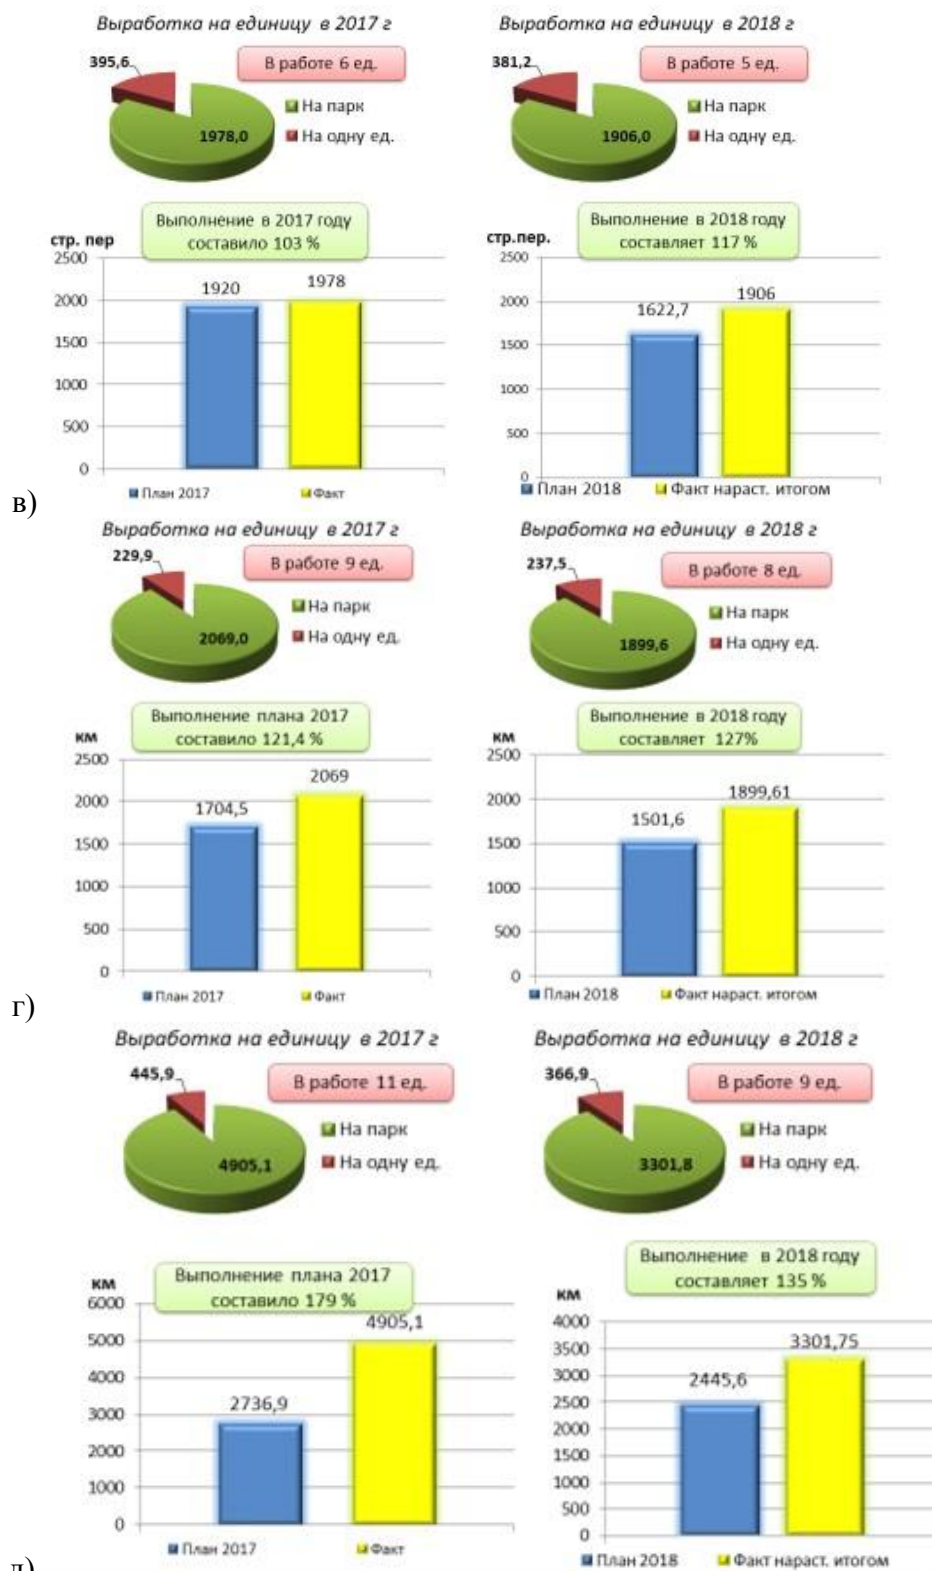 Выработка на единицу в 2017 г
395,6
В работе 6 ед.
1978,0
На парк
На одну ед.
Выработка на единицу в 2018 г
381,2
В работе 5 ед.
1906,0
На парк
На одну ед.
Выполнение в 2017 году
составило 103 %
стр. пер
2500
2000
1500
1000
500
0
1920
1978
План 2017
Факт
Выполнение в 2018 году
составляет 117 %
стр.пер.
2500
2000
1500
1000
500
0
1622,7
1906
План 2018
Факт нараст. итогом
в)
Выработка на единицу в 2017 г
229,9
В работе 9 ед.
2069,0
На парк
На одну ед.
Выработка на единицу в 2018 г
237,5
В работе 8 ед.
1899,6
На парк
На одну ед.
Выполнение плана 2017
составило 121,4 %
км
2500
2000
1500
1000
500
0
1704,5
2069
План 2017
Факт
Выполнение в 2018 году
составляет 127%
км
2500
2000
1500
1000
500
0
1501,6
1899,61
План 2018
Факт нараст. итогом
г)
Выработка на единицу в 2017 г
445,9
В работе 11 ед.
4905,1
На парк
На одну ед.
Выработка на единицу в 2018 г
366,9
В работе 9 ед.
3301,8
На парк
На одну ед.
Выполнение плана 2017
составило 179 %
км
6000
5000
4000
3000
2000
1000
0
2736,9
4905,1
План 2017
Факт
Выполнение в 2018 году
составляет 135 %
км
4000
3500
3000
2500
2000
1500
1000
500
0
2445,6
3301,75
План 2018
Факт нараст. итогом